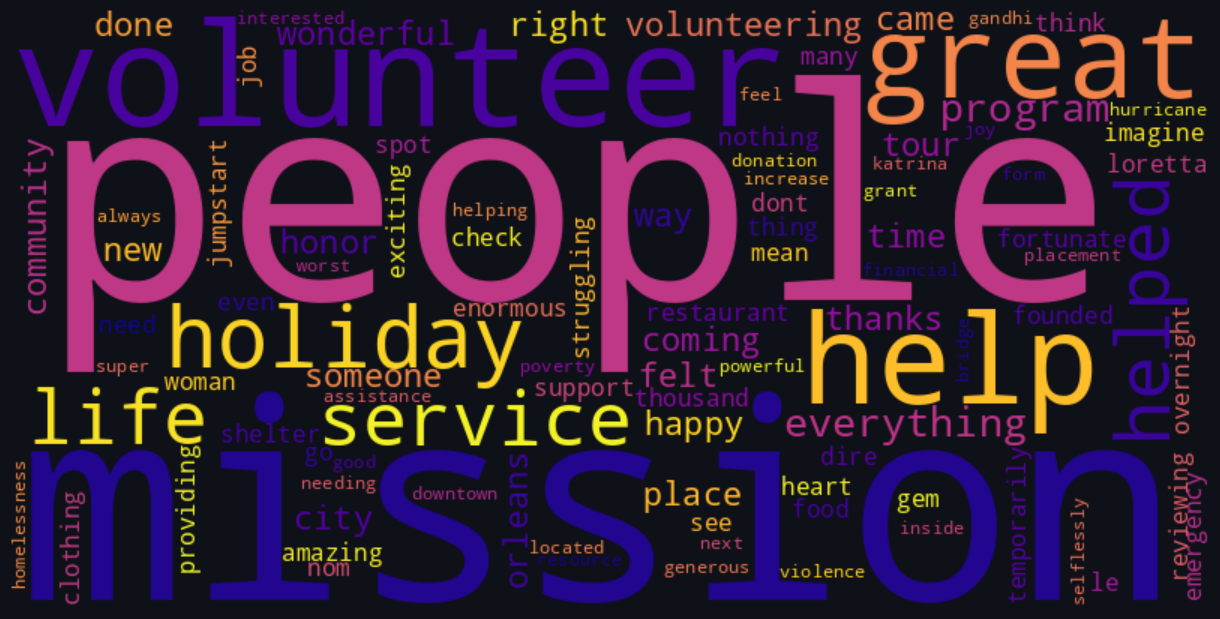 done
interested
wonderful
right
volunteering
came
gandhi
think
volunteer
job
many
great
feel
program
hurricane
imagine
people
community
jumpstart
spot
exciting
nothing
donation
increase
tour
joy
katrina
loretta
grant
form
always
new
honor
worst
helping
check
struggling
way
dont
thing
mean
time
fortunate
placement
financial
helped
need
even
enormous
restaurant
coming
thanks
founded
super
holiday
help
bridge
overnight
woman
someone
assistance
poverty
support
felt
powerful
thousand
life
service
happy
everything
shelter
mission
homelessness
clothing
providing
go
good
needing
downtown
orleans
city
amazing
nom
located
resource
place
see
next
generous
heart
food
dire
violence
gem
inside
temporarily
selflessly
le
reviewing
emergency